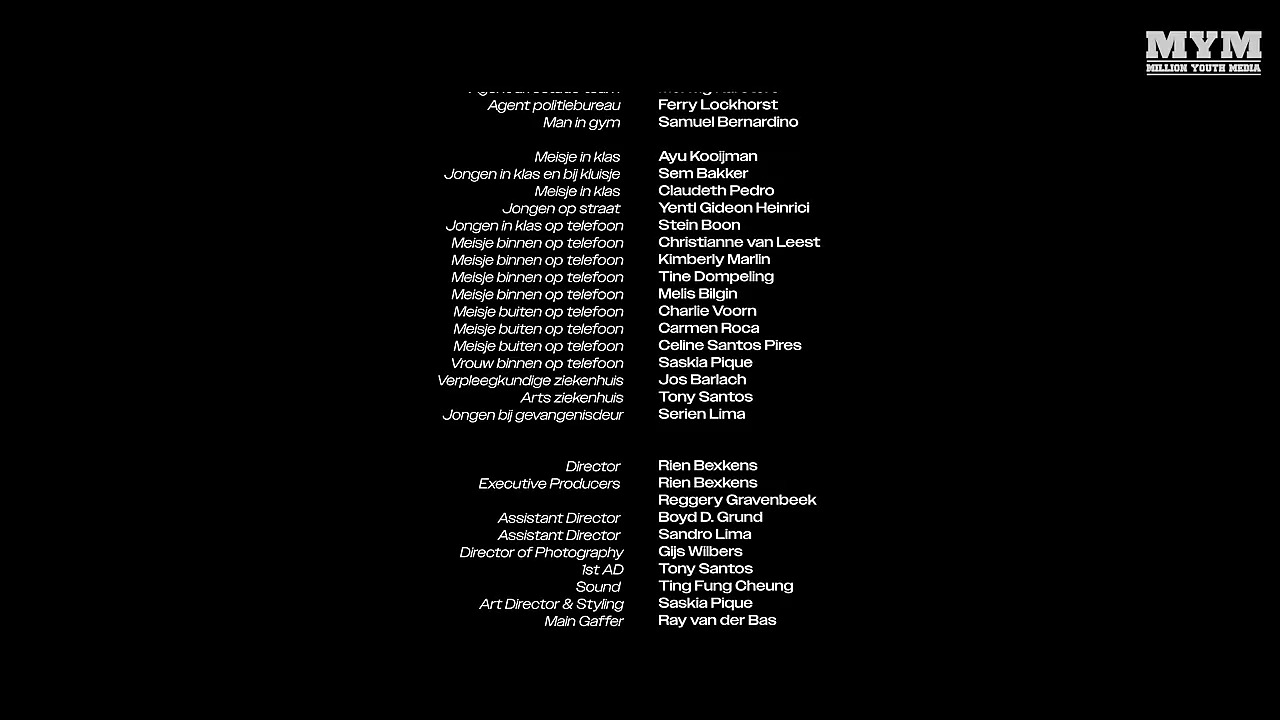 MYM
MILLION YOUTH MEDIA
Agent politiebureau Ferry Lockhorst
Man in gym Samuel Bernardino
Meisje in klas Ayu Kooijman
Jongen in klas en bij kluisje Sem Bakker
Meisje in klas Claudeth Pedro
Jongen op straat Yentl Gideon Heinrici
Jongen in klas op telefoon Stein Boon
Meisje binnen op telefoon Christianne van Leest
Meisje binnen op telefoon Kimberly Marlin
Meisje binnen op telefoon Tine Dompeling
Meisje binnen op telefoon Melis Bilgin
Meisje buiten op telefoon Charlie Voorn
Meisje buiten op telefoon Carmen Roca
Meisje buiten op telefoon Celine Santos Pires
Vrouw binnen op telefoon Saskia Pique
Verpleegkundige ziekenhuis Jos Barlach
Arts ziekenhuis Tony Santos
Jongen bij gevangenisdeur Serien Lima
Director Rien Bexkens
Executive Producers Rien Bexkens
Reggery Gravenbeek
Assistant Director Boyd D. Grund
Assistant Director Sandro Lima
Director of Photography Gijs Wilbers
1st AD Tony Santos
Sound Ting Fung Cheung
Art Director & Styling Saskia Pique
Main Gaffer Ray van der Bas